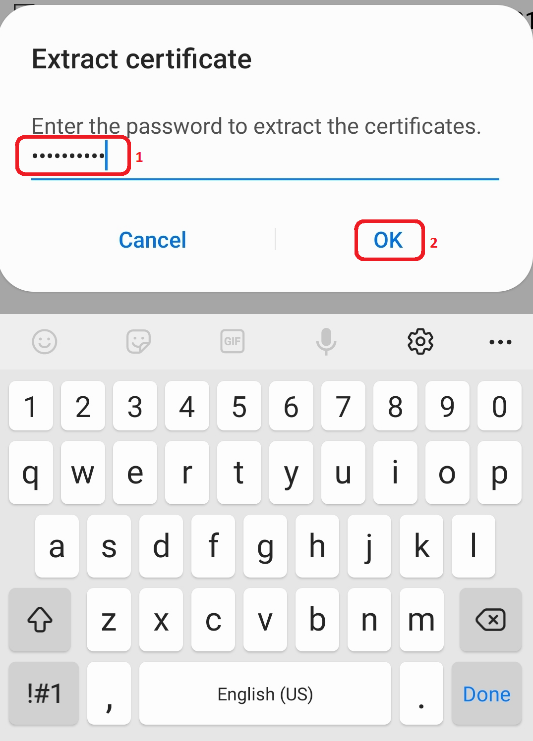 Extract certificate
Enter the password to extract the certificates.
•••••••••• 1
Cancel OK 2
GIF
1 2 3 4 5 6 7 8 9 0
q w e r t y u i o p
a s d f g h j k l
z x c v b n m
!#1 , English (US) . Done